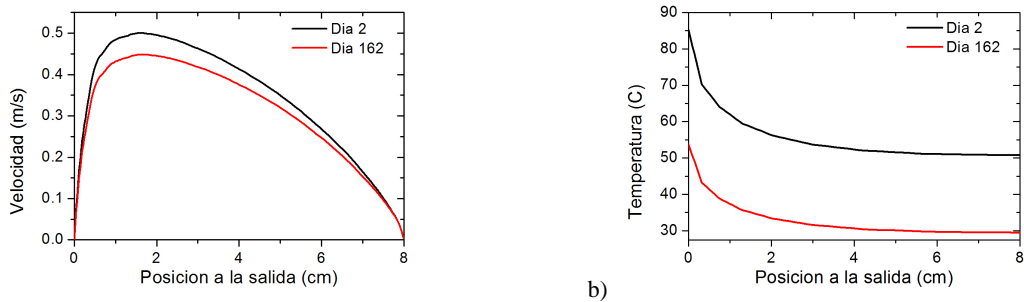 Dia 2
Dia 162
0.5
0.4
0.3
0.2
0.1
0.0
Velocidad (m/s)
0 2 4 6 8
Posicion a la salida (cm)
b)
Dia 2
Dia 162
90
80
70
60
50
40
30
Temperatura (C)
0 2 4 6 8
Posicion a la salida (cm)